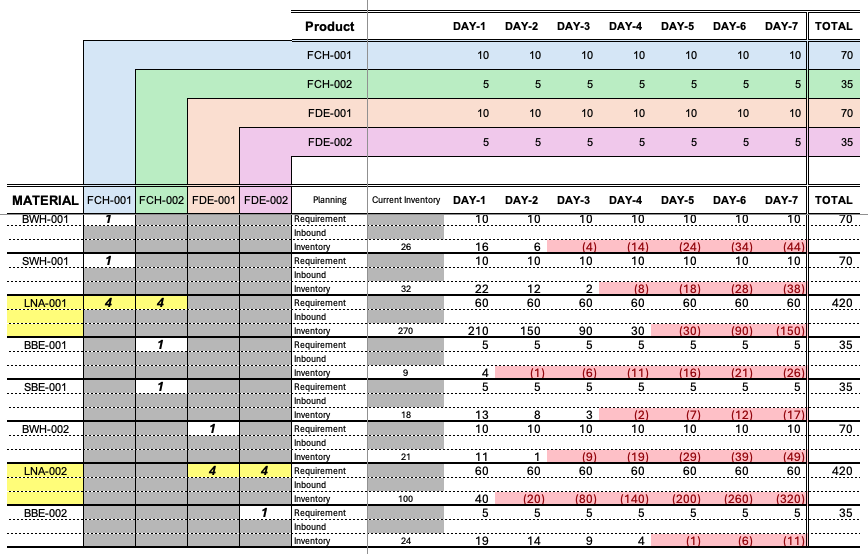 Product DAY-1 DAY-2 DAY-3 DAY-4 DAY-5 DAY-6 DAY-7 TOTAL
FCH-001 10 10 10 10 10 10 10 70
FCH-002 5 5 5 5 5 5 5 35
FDE-001 10 10 10 10 10 10 10 70
FDE-002 5 5 5 5 5 5 5 35
MATERIAL FCH-001 FCH-002 FDE-001 FDE-002 Planning Current Inventory DAY-1 DAY-2 DAY-3 DAY-4 DAY-5 DAY-6 DAY-7 TOTAL
BWH-001 1 Requirement 10 10 10 10 10 10 10 70
Inbound
Inventory 26 16 6 (4) (14) (24) (34) (44)
SWH-001 1 Requirement 10 10 10 10 10 10 10 70
Inbound
Inventory 32 22 12 2 (8) (18) (28) (38)
LNA-001 4 4 Requirement 60 60 60 60 60 60 60 420
Inbound
Inventory 270 210 150 90 30 (30) (90) (150)
BBE-001 1 Requirement 5 5 5 5 5 5 5 35
Inbound
Inventory 9 4 (1) (6) (11) (16) (21) (26)
SBE-001 1 Requirement 5 5 5 5 5 5 5 35
Inbound
Inventory 18 13 8 3 (2) (7) (12) (17)
BWH-002 1 Requirement 10 10 10 10 10 10 10 70
Inbound
Inventory 21 11 1 (9) (19) (29) (39) (49)
LNA-002 4 4 Requirement 60 60 60 60 60 60 60 420
Inbound
Inventory 100 40 (20) (80) (140) (200) (260) (320)
BBE-002 1 Requirement 5 5 5 5 5 5 5 35
Inbound
Inventory 24 19 14 9 4 (1) (6) (11)